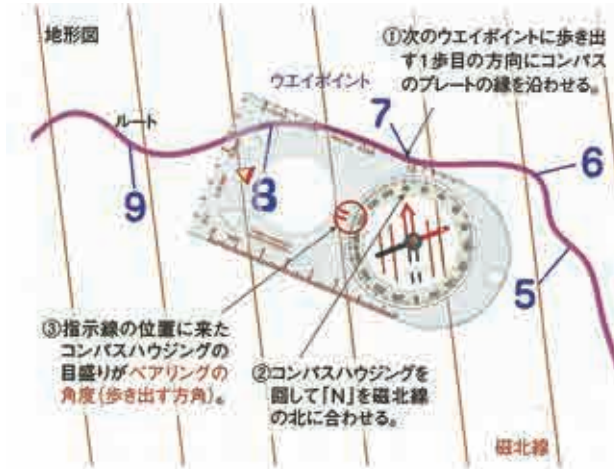 地形図
①次のウエイポイントに歩き出
す1歩目の方向にコンパス
のプレートの縁を沿わせる。
ウエイポイント
ルート
7
6
8
9
5
③指示線の位置に来た
コンパスハウジングの
目盛りがベアリングの
角度(歩き出す方角)。
②コンパスハウジングを
回して「N」を磁北線
の北に合わせる。
磁北線